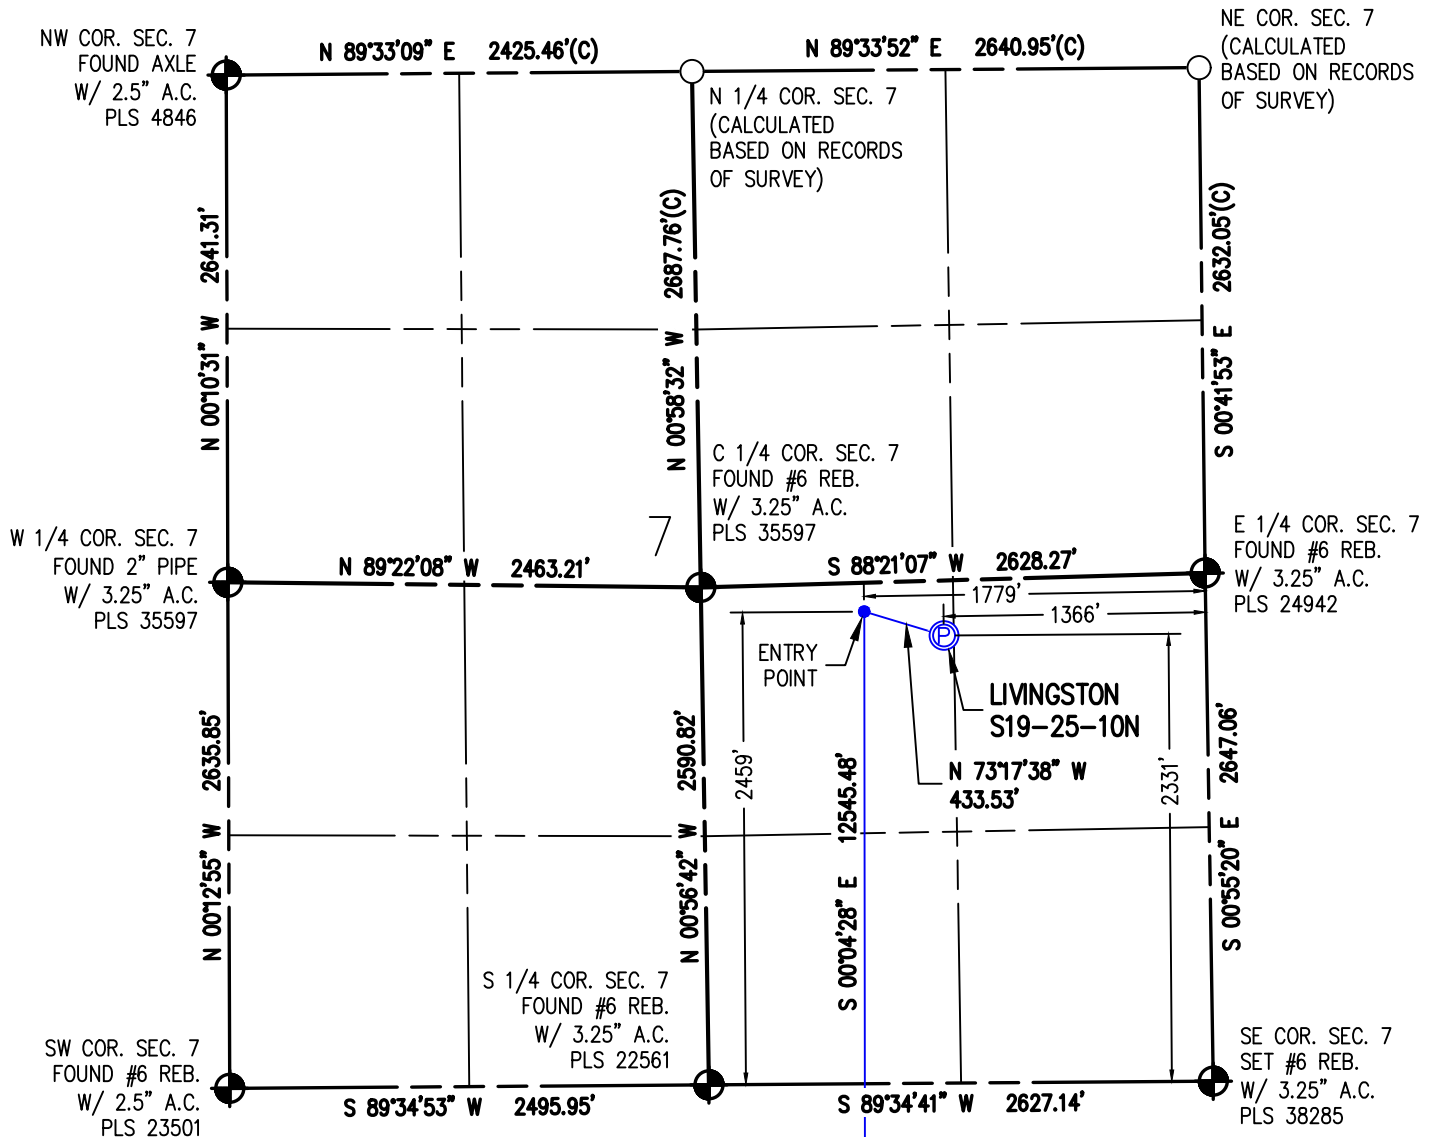 NW COR. SEC. 7
FOUND AXLE
W/ 2.5" A.C.
PLS 4846
N 89°33'09" E 2425.46'(C)
N 89°33'52" E 2640.95'(C)
NE COR. SEC. 7
(CALCULATED
BASED ON RECORDS
OF SURVEY)
N 1/4 COR. SEC. 7
(CALCULATED
BASED ON RECORDS
OF SURVEY)
N 00°10'31" W 2641.31'
N 00°58'32" W 2687.76'(C)
S 00°41'53" E 2632.05'(C)
C 1/4 COR. SEC. 7
FOUND #6 REB.
W/ 3.25" A.C.
PLS 35597
7
W 1/4 COR. SEC. 7
FOUND 2" PIPE
W/ 3.25" A.C.
PLS 35597
N 89°22'08" W 2463.21'
S 88°21'07" W 2628.27'
E 1/4 COR. SEC. 7
FOUND #6 REB.
W/ 3.25" A.C.
PLS 24942
1779'
1366'
ENTRY
POINT
P
LIVINGSTON
S19-25-10N
N 73°17'38" W
433.53'
N 00°12'55" W 2635.85'
N 00°56'42" W 2590.82'
2459'
S 00°04'28" E 12545.48'
2331'
S 00°55'20" E 2647.06'
S 1/4 COR. SEC. 7
FOUND #6 REB.
W/ 3.25" A.C.
PLS 22561
SW COR. SEC. 7
FOUND #6 REB.
W/ 2.5" A.C.
PLS 23501
S 89°34'53" W 2495.95'
S 89°34'41" W 2627.14'
SE COR. SEC. 7
SET #6 REB.
W/ 3.25" A.C.
PLS 38285